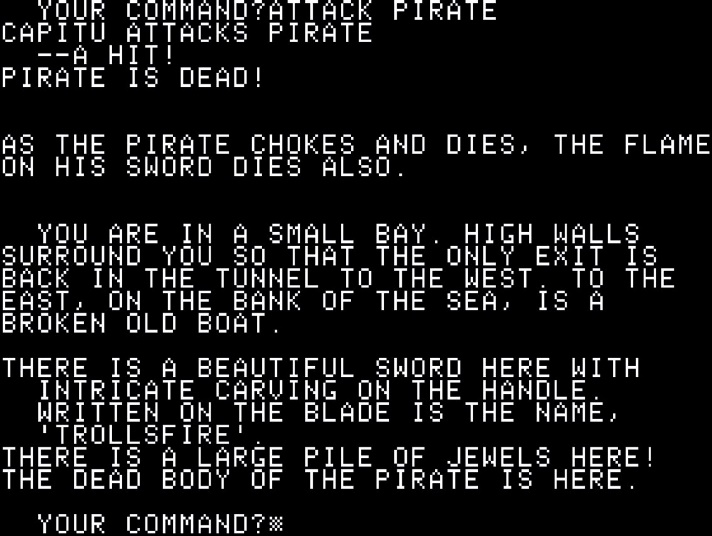 YOUR COMMAND?ATTACK PIRATE
CAPITU ATTACKS PIRATE
--A HIT!
PIRATE IS DEAD!
AS THE PIRATE CHOKES AND DIES, THE FLAME
ON HIS SWORD DIES ALSO.
YOU ARE IN A SMALL BAY. HIGH WALLS
SURROUND YOU SO THAT THE ONLY EXIT IS
BACK IN THE TUNNEL TO THE WEST. TO THE
EAST, ON THE BANK OF THE SEA, IS A
BROKEN OLD BOAT.
THERE IS A BEAUTIFUL SWORD HERE WITH
INTRICATE CARVING ON THE HANDLE.
WRITTEN ON THE BLADE IS THE NAME,
'TROLLSFIRE'.
THERE IS A LARGE PILE OF JEWELS HERE!
THE DEAD BODY OF THE PIRATE IS HERE.
YOUR COMMAND?